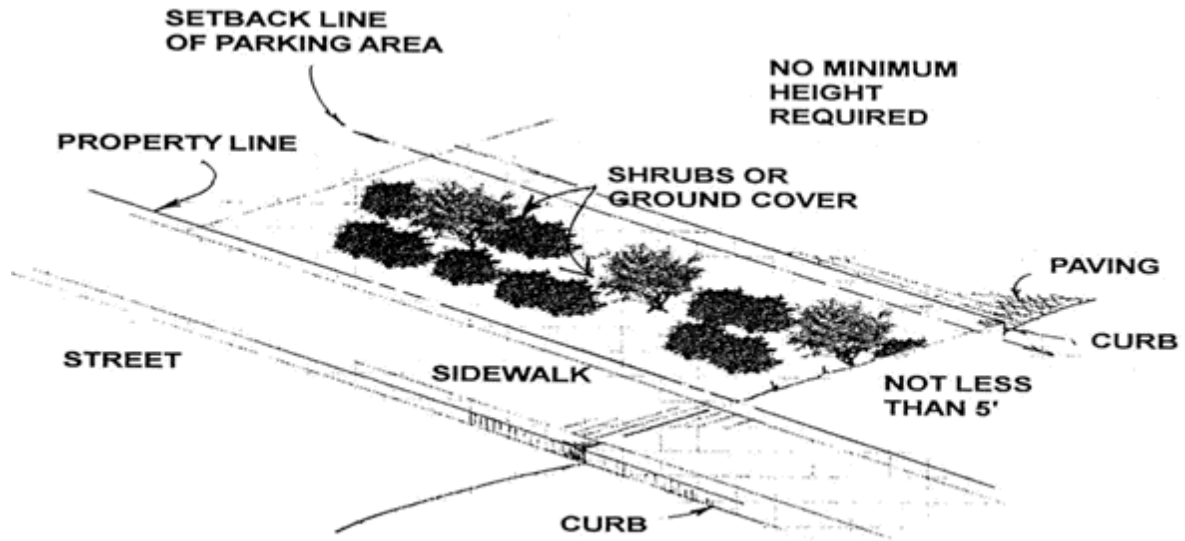 SETBACK LINE
OF PARKING AREA
NO MINIMUM
HEIGHT
REQUIRED
PROPERTY LINE
SHRUBS OR
GROUND COVER
PAVING
CURB
STREET
SIDEWALK
NOT LESS
THAN 5'
CURB